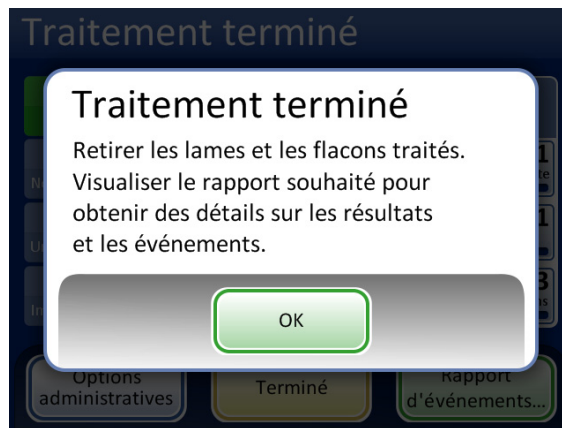 Traitement terminé
Traitement terminé
Retirer les lames et les flacons traités.
Visualiser le rapport souhaité pour
obtenir des détails sur les résultats
et les événements.
OK
Options
administratives
Terminé
Rapport
d'événements...